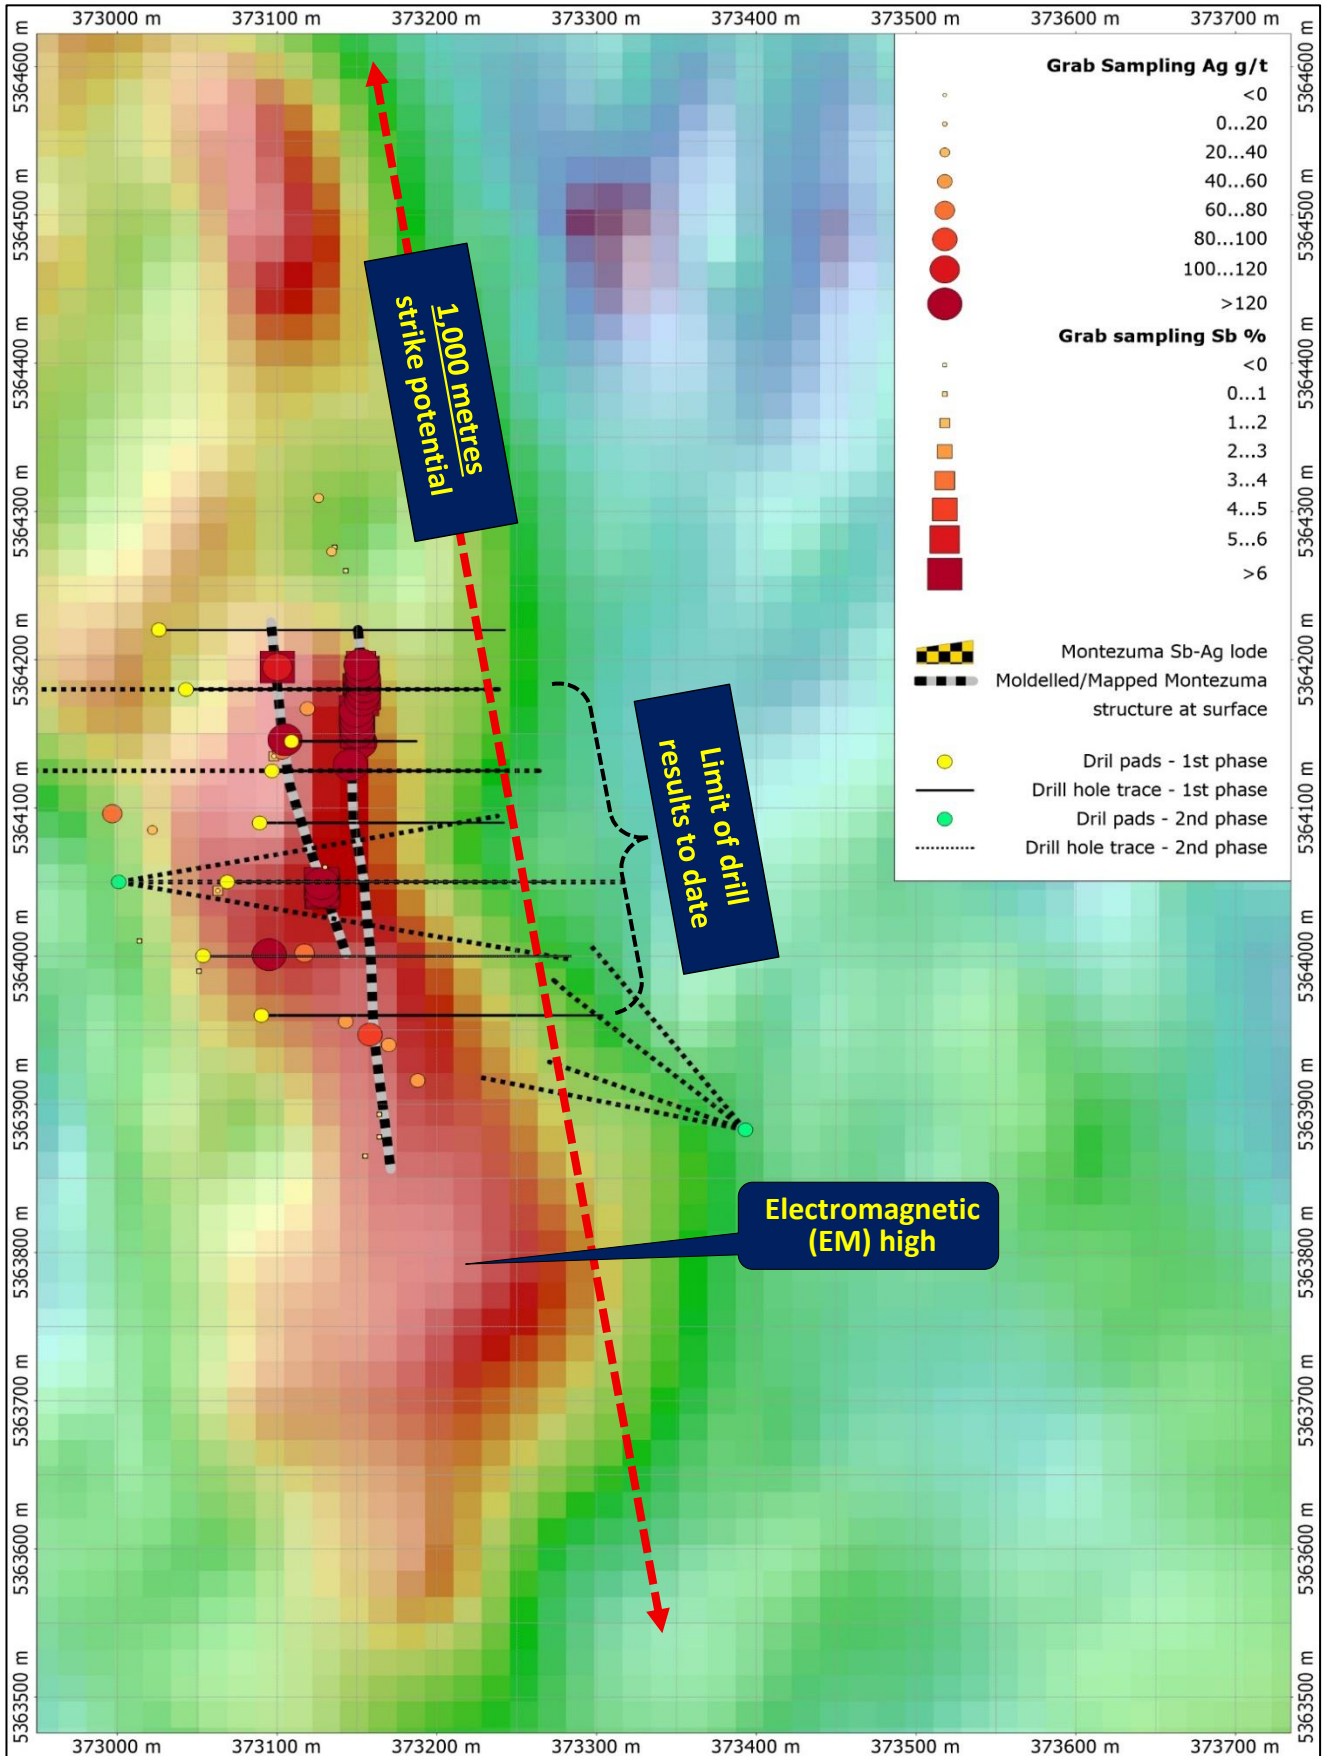 373000 m
373100 m
373200 m
373300 m
373400 m
373500 m
373600 m
373700 m
5364600 m
5364500 m
5364400 m
5364300 m
5364200 m
5364100 m
5364000 m
5363900 m
5363800 m
5363700 m
5363600 m
5363500 m
Grab Sampling Ag g/t
<0
0...20
20...40
40...60
60...80
80...100
100...120
>120
Grab sampling Sb %
<0
0...1
1...2
2...3
3...4
4...5
5...6
>6
Montezuma Sb-Ag lode
Moldelled/Mapped Montezuma
structure at surface
Dril pads - 1st phase
Drill hole trace - 1st phase
Dril pads - 2nd phase
Drill hole trace - 2nd phase
1,000 metres
strike potential
Limit of drill
results to date
Electromagnetic
(EM) high
5364600 m
5364500 m
5364400 m
5364300 m
5364200 m
5364100 m
5364000 m
5363900 m
5363800 m
5363700 m
5363600 m
5363500 m
373000 m
373100 m
373200 m
373300 m
373400 m
373500 m
373600 m
373700 m